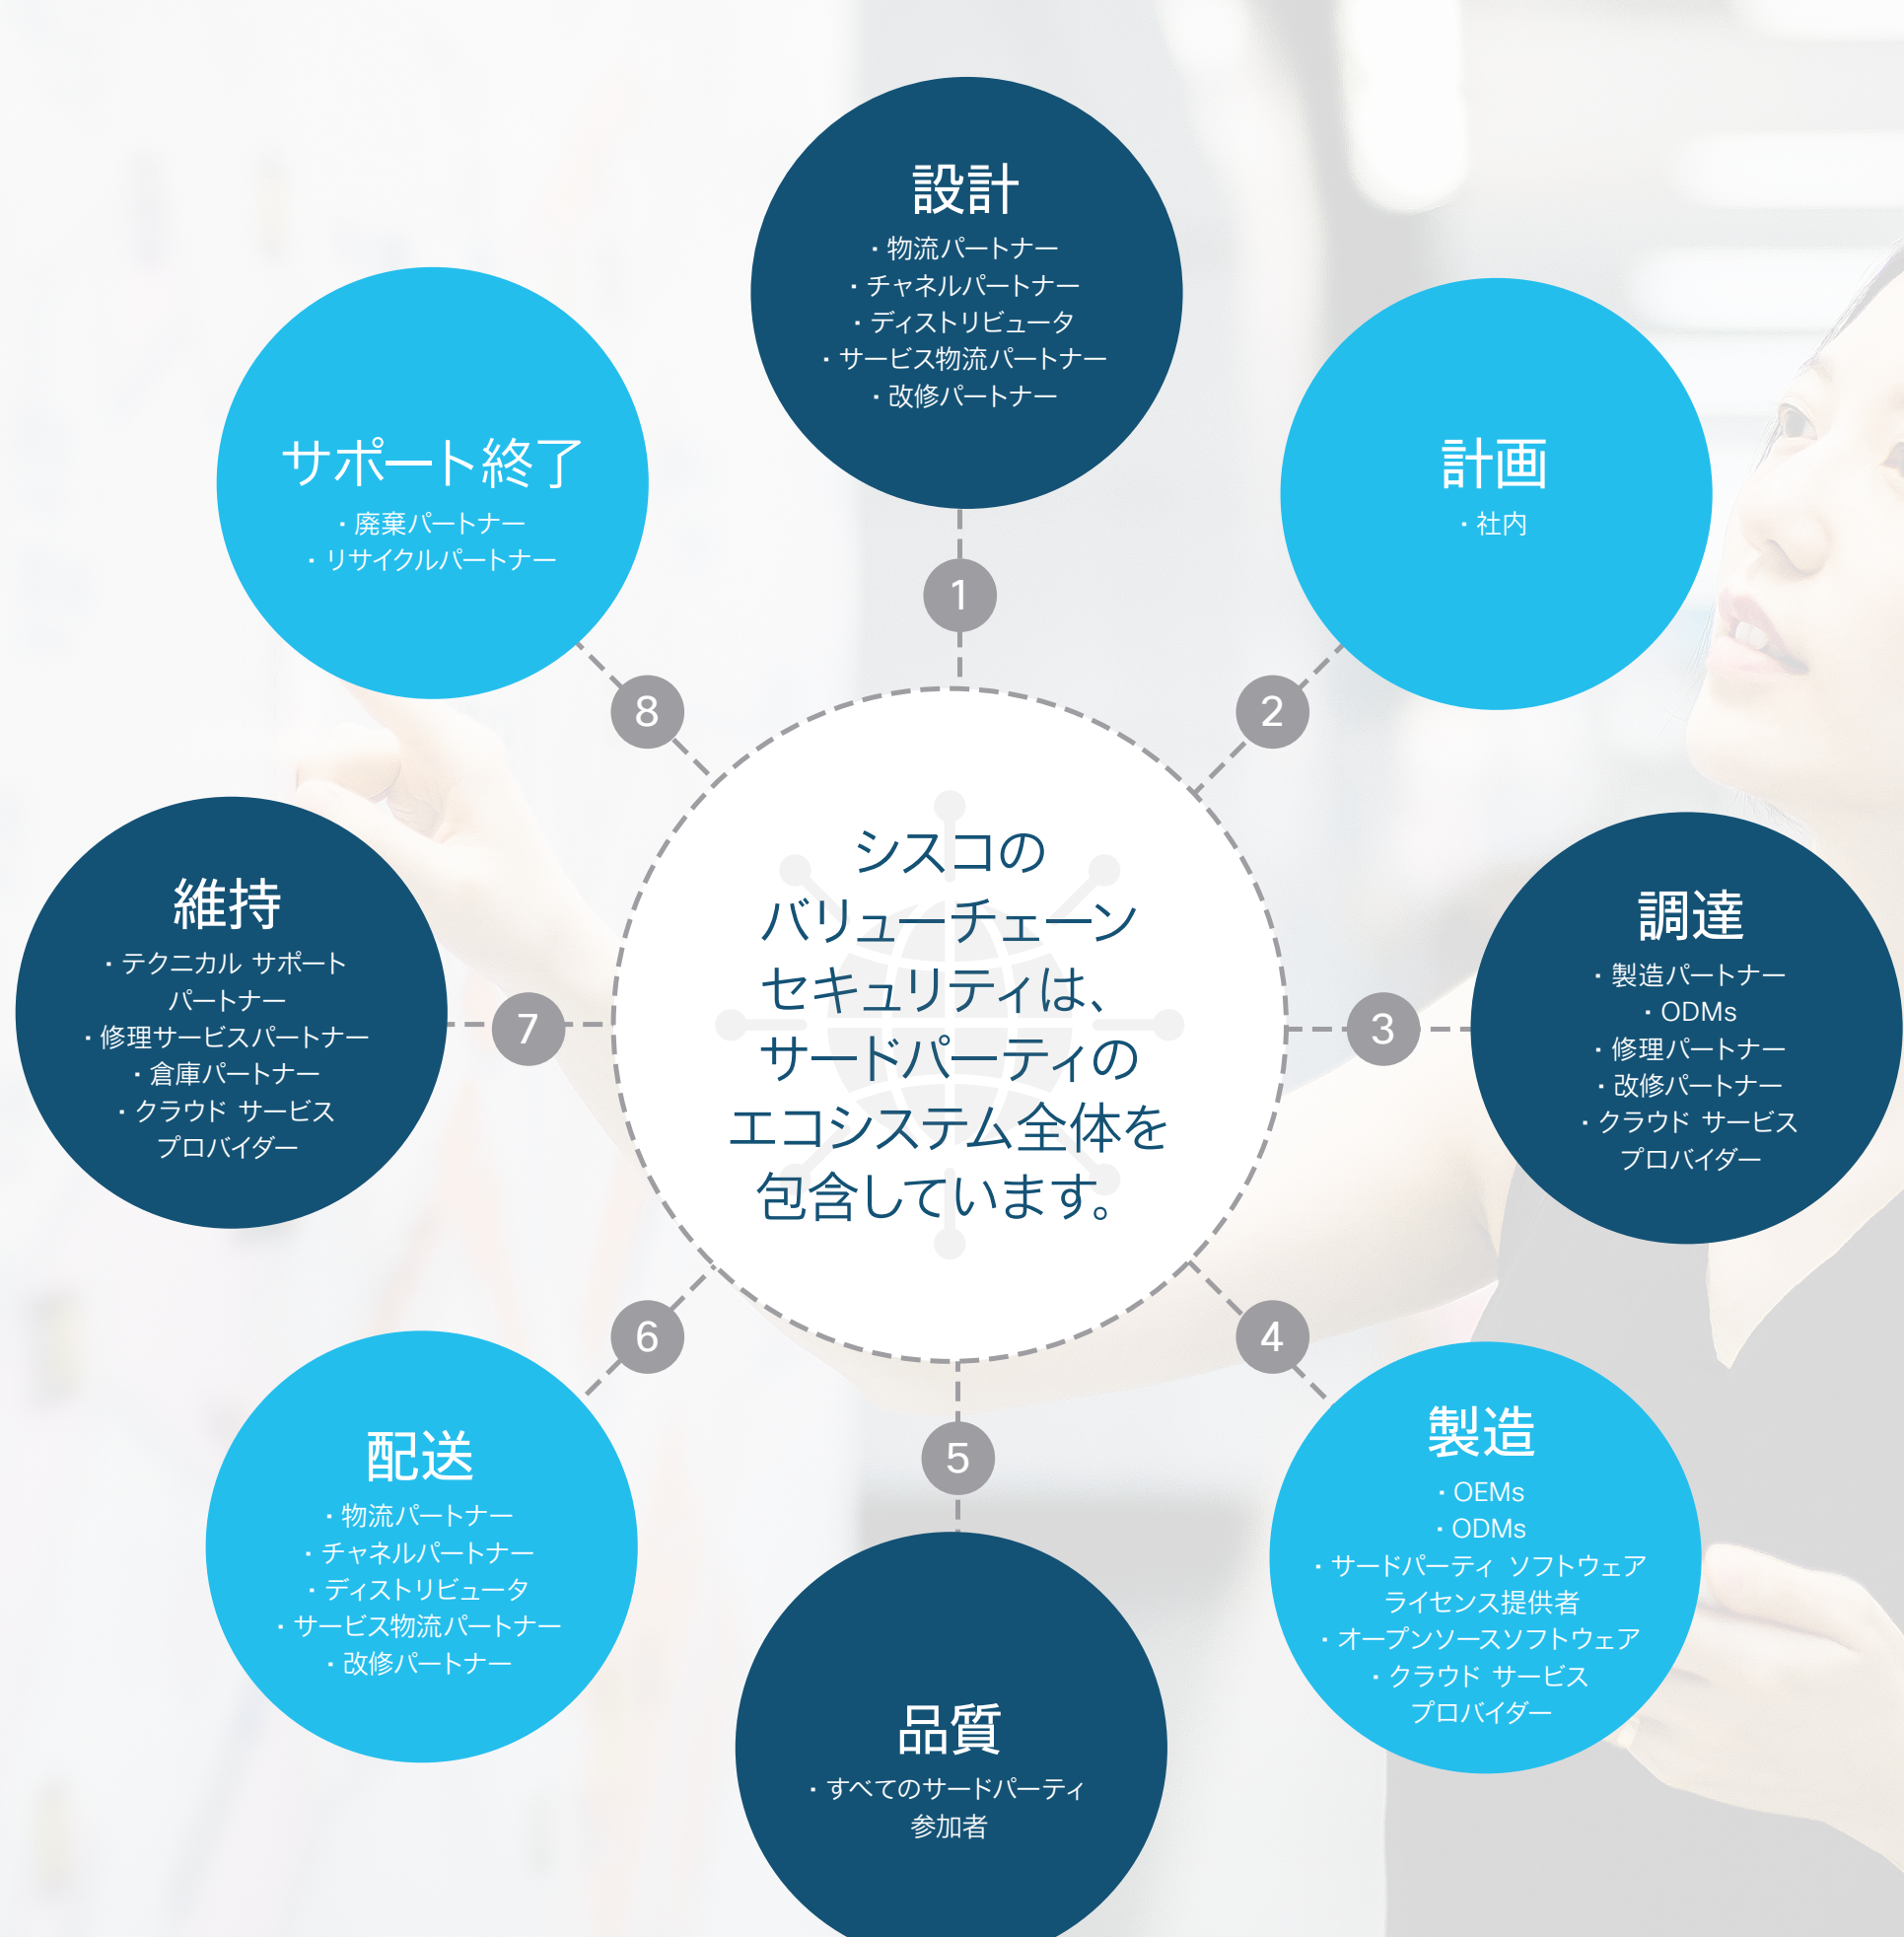 設計
・物流パートナー
・チャネルパートナー
・ディストリビュータ
・サービス物流パートナー
・改修パートナー
1
計画
・社内
2
調達
・製造パートナー
・ODMs
・修理パートナー
・改修パートナー
・クラウド サービス
プロバイダー
3
製造
・OEMs
・ODMs
・サードパーティ ソフトウェア
ライセンス提供者
・オープンソースソフトウェア
・クラウド サービス
プロバイダー
4
品質
・すべてのサードパーティ
参加者
5
配送
・物流パートナー
・チャネルパートナー
・ディストリビュータ
・サービス物流パートナー
・改修パートナー
6
維持
・テクニカル サポート
パートナー
・修理サービスパートナー
・倉庫パートナー
・クラウド サービス
プロバイダー
7
サポート終了
・廃棄パートナー
・リサイクルパートナー
8
シスコの
バリューチェーン
セキュリティは、
サードパーティの
エコシステム全体を
包含しています。